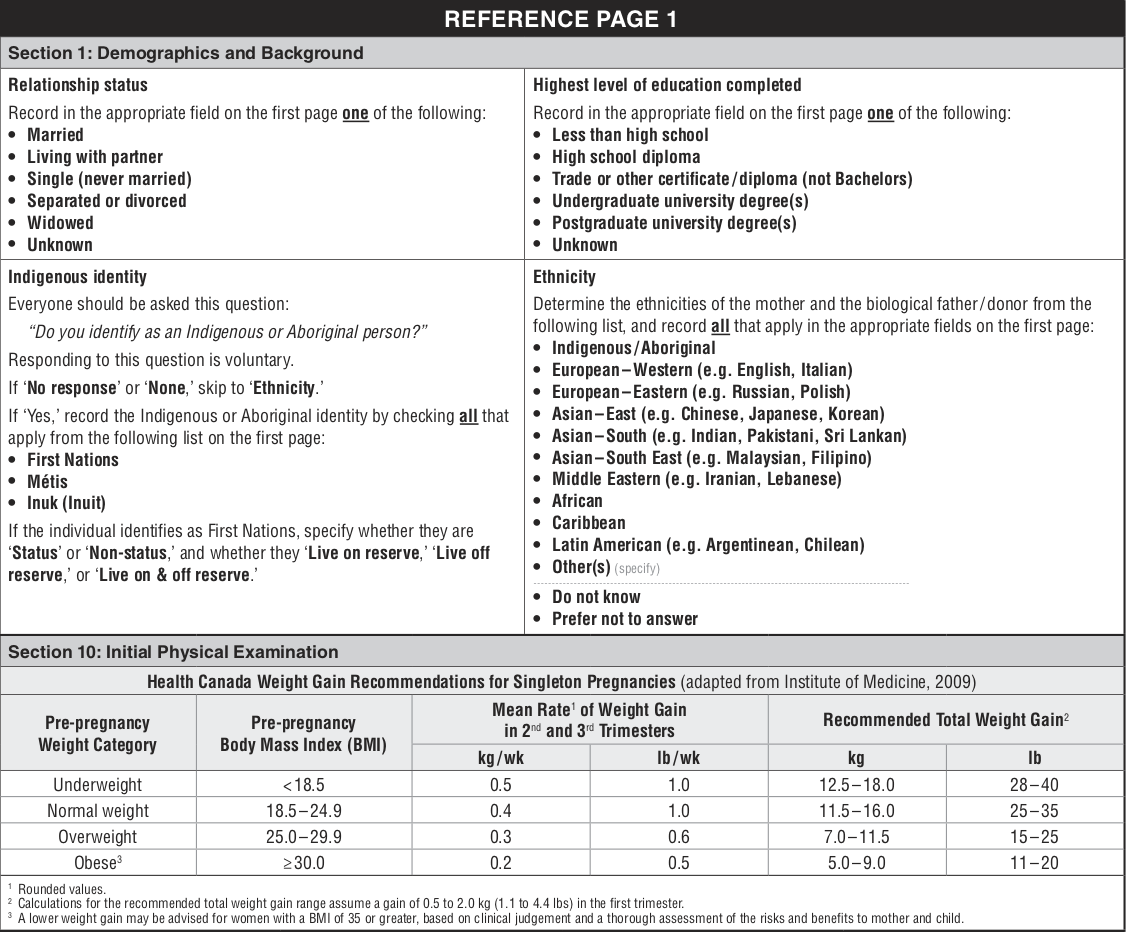 REFERENCE PAGE 1
Section 1: Demographics and Background
Relationship status
Record in the appropriate field on the first page one of the following:
• Married
• Living with partner
• Single (never married)
• Separated or divorced
• Widowed
• Unknown
Highest level of education completed
Record in the appropriate field on the first page one of the following:
• Less than high school
• High school diploma
• Trade or other certificate/diploma (not Bachelors)
• Undergraduate university degree(s)
• Postgraduate university degree(s)
• Unknown
Indigenous identity
Everyone should be asked this question:
“Do you identify as an Indigenous or Aboriginal person?”
Responding to this question is voluntary.
If ‘No response’ or ‘None,’ skip to ‘Ethnicity.’
If ‘Yes,’ record the Indigenous or Aboriginal identity by checking all that
apply from the following list on the first page:
• First Nations
• Métis
• Inuk (Inuit)
If the individual identifies as First Nations, specify whether they are
‘Status’ or ‘Non-status,’ and whether they ‘Live on reserve,’ ‘Live off
reserve,’ or ‘Live on & off reserve.’
Ethnicity
Determine the ethnicities of the mother and the biological father/donor from the
following list, and record all that apply in the appropriate fields on the first page:
• Indigenous/Aboriginal
• European–Western (e.g. English, Italian)
• European–Eastern (e.g. Russian, Polish)
• Asian–East (e.g. Chinese, Japanese, Korean)
• Asian–South (e.g. Indian, Pakistani, Sri Lankan)
• Asian–South East (e.g. Malaysian, Filipino)
• Middle Eastern (e.g. Iranian, Lebanese)
• African
• Caribbean
• Latin American (e.g. Argentinean, Chilean)
• Other(s) (specify)
• Do not know
• Prefer not to answer
Section 10: Initial Physical Examination
Health Canada Weight Gain Recommendations for Singleton Pregnancies (adapted from Institute of Medicine, 2009)
Pre-pregnancy
Weight Category
Pre-pregnancy
Body Mass Index (BMI)
Mean Rate¹ of Weight Gain
in 2nd and 3rd Trimesters
Recommended Total Weight Gain²
kg/wk lb/wk kg lb
Underweight <18.5 0.5 1.0 12.5–18.0 28–40
Normal weight 18.5–24.9 0.4 1.0 11.5–16.0 25–35
Overweight 25.0–29.9 0.3 0.6 7.0–11.5 15–25
Obese³ ≥30.0 0.2 0.5 5.0–9.0 11–20
¹ Rounded values.
² Calculations for the recommended total weight gain range assume a gain of 0.5 to 2.0 kg (1.1 to 4.4 lbs) in the first trimester.
³ A lower weight gain may be advised for women with a BMI of 35 or greater, based on clinical judgement and a thorough assessment of the risks and benefits to mother and child.